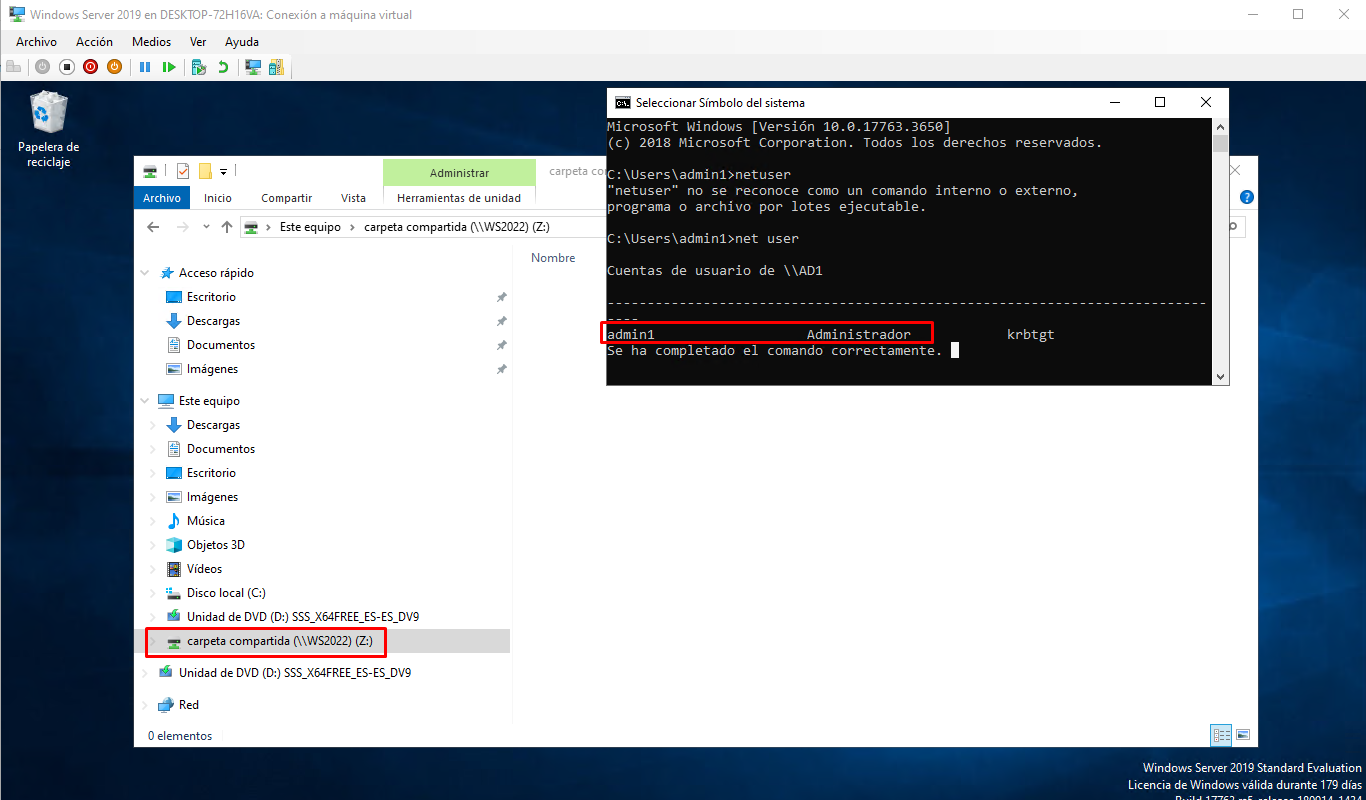 Windows Server 2019 en DESKTOP-72H16VA: Conexión a máquina virtual
Archivo Acción Medios Ver Ayuda
Papelera de
reciclaje
Administrar
carpeta
Archivo Inicio Compartir Vista Herramientas de unidad
Este equipo > carpeta compartida (\\WS2022) (Z:)
Nombre
Acceso rápido
Escritorio
Descargas
Documentos
Imágenes
Este equipo
Descargas
Documentos
Escritorio
Imágenes
Música
Objetos 3D
Vídeos
Disco local (C:)
Unidad de DVD (D:) SSS_X64FREE_ES-ES_DV9
carpeta compartida (\\WS2022) (Z:)
Unidad de DVD (D:) SSS_X64FREE_ES-ES_DV9
Red
0 elementos
Seleccionar Símbolo del sistema
Microsoft Windows [Versión 10.0.17763.3650]
(c) 2018 Microsoft Corporation. Todos los derechos reservados.
C:\Users\admin1>netuser
"netuser" no se reconoce como un comando interno o externo,
programa o archivo por lotes ejecutable.
C:\Users\admin1>net user
Cuentas de usuario de \\AD1
-------------------------------------------------------------------------------
admin1 Administrador krbtgt
Se ha completado el comando correctamente.
Windows Server 2019 Standard Evaluation
Licencia de Windows válida durante 179 días
Build 17763.rs5_release.180914-1434